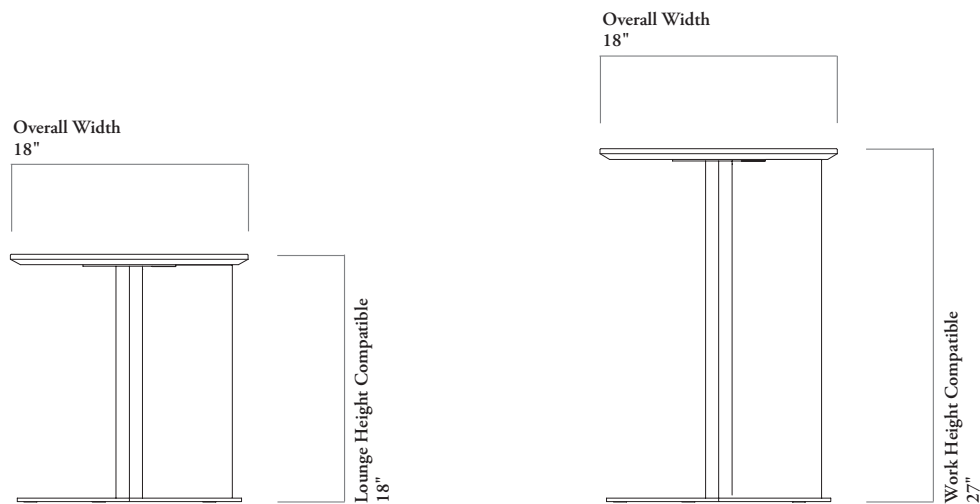 Overall Width
18"
Lounge Height Compatible
18"
Overall Width
18"
Work Height Compatible
27"